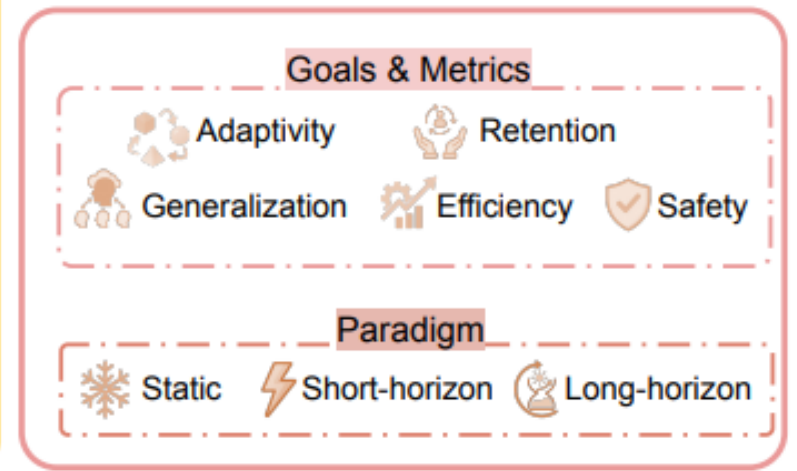 Goals & Metrics
Adaptivity Retention
Generalization Efficiency Safety
Paradigm
Static Short-horizon Long-horizon